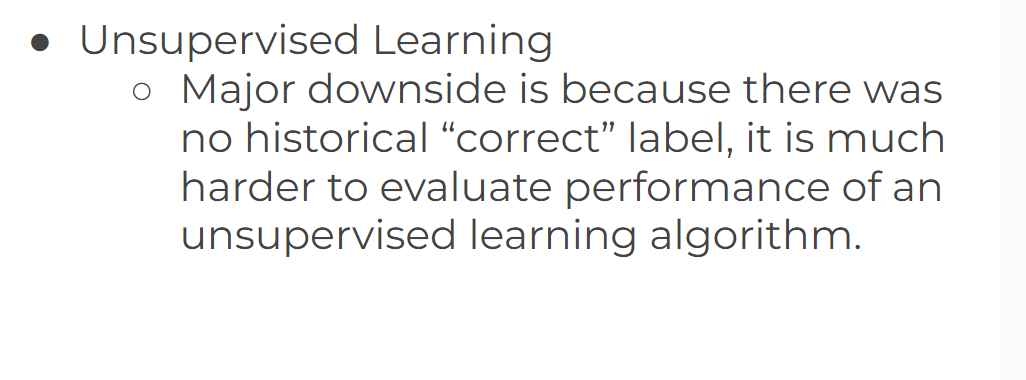 ● Unsupervised Learning
○ Major downside is because there was
no historical “correct” label, it is much
harder to evaluate performance of an
unsupervised learning algorithm.